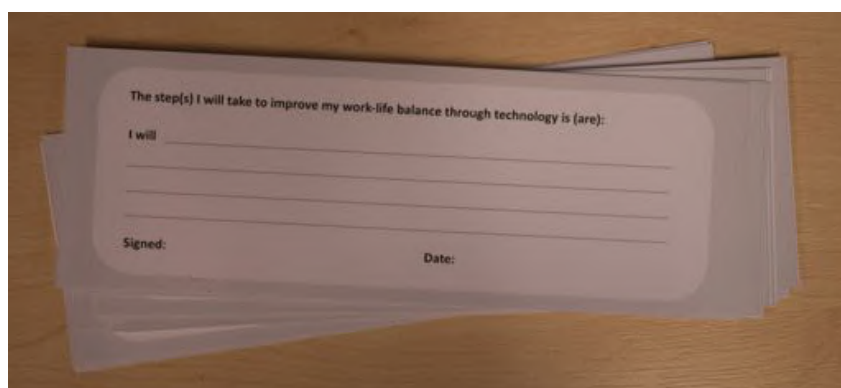 The step(s) I will take to improve my work-life balance through technology is (are):
I will
Signed:
Date: